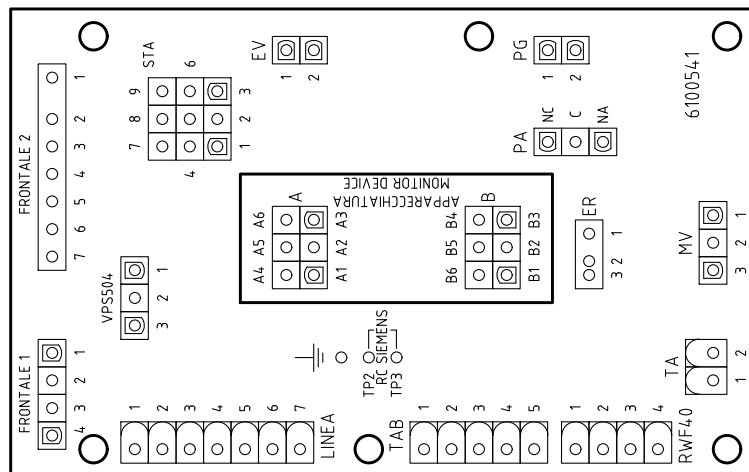 FRONTALE 2
1
2
3
4
5
6
7
STA
9
8
7
6
4
3
2
1
EV
1
2
PG
1
2
PA
NC
C
NA
6100541
APPARECCHIATURA
MONITOR DEVICE
A
A6
A5
A4
A3
A2
A1
B
B4
B5
B6
B3
B2
B1
ER
3 2 1
MV
3 2 1
VPS504
3 2 1
FRONTALE 1
4 3 2 1
TP2
TP3
RC SIEMENS
TA
1 2
LINEA
1 2 3 4 5 6 7
TAB
1 2 3 4 5
RWF40
1 2 3 4